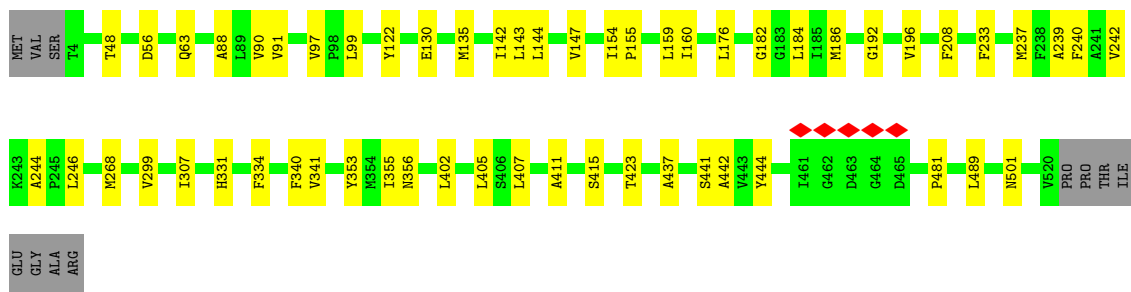 MET VAL SER T4 T48 D56 Q63 A88 L89 V90 V91 V97 P98 L99 Y122 E130 M135 I142 L143 L144 V147 I154 P155 L159 I160 L176 G182 G183 L184 I185 M186 G192 V196 F208 F233 M237 F238 A239 F240 A241 V242
K243 A244 P245 L246 M268 V299 I307 H331 F334 F340 V341 Y353 M354 I355 N356 L402 L405 S406 L407 A411 S415 T423 A437 S441 A442 V443 Y444 I461 G462 D463 G464 D465 P481 L489 N501 V520 PRO PRO THR ILE
GLU GLY ALA ARG